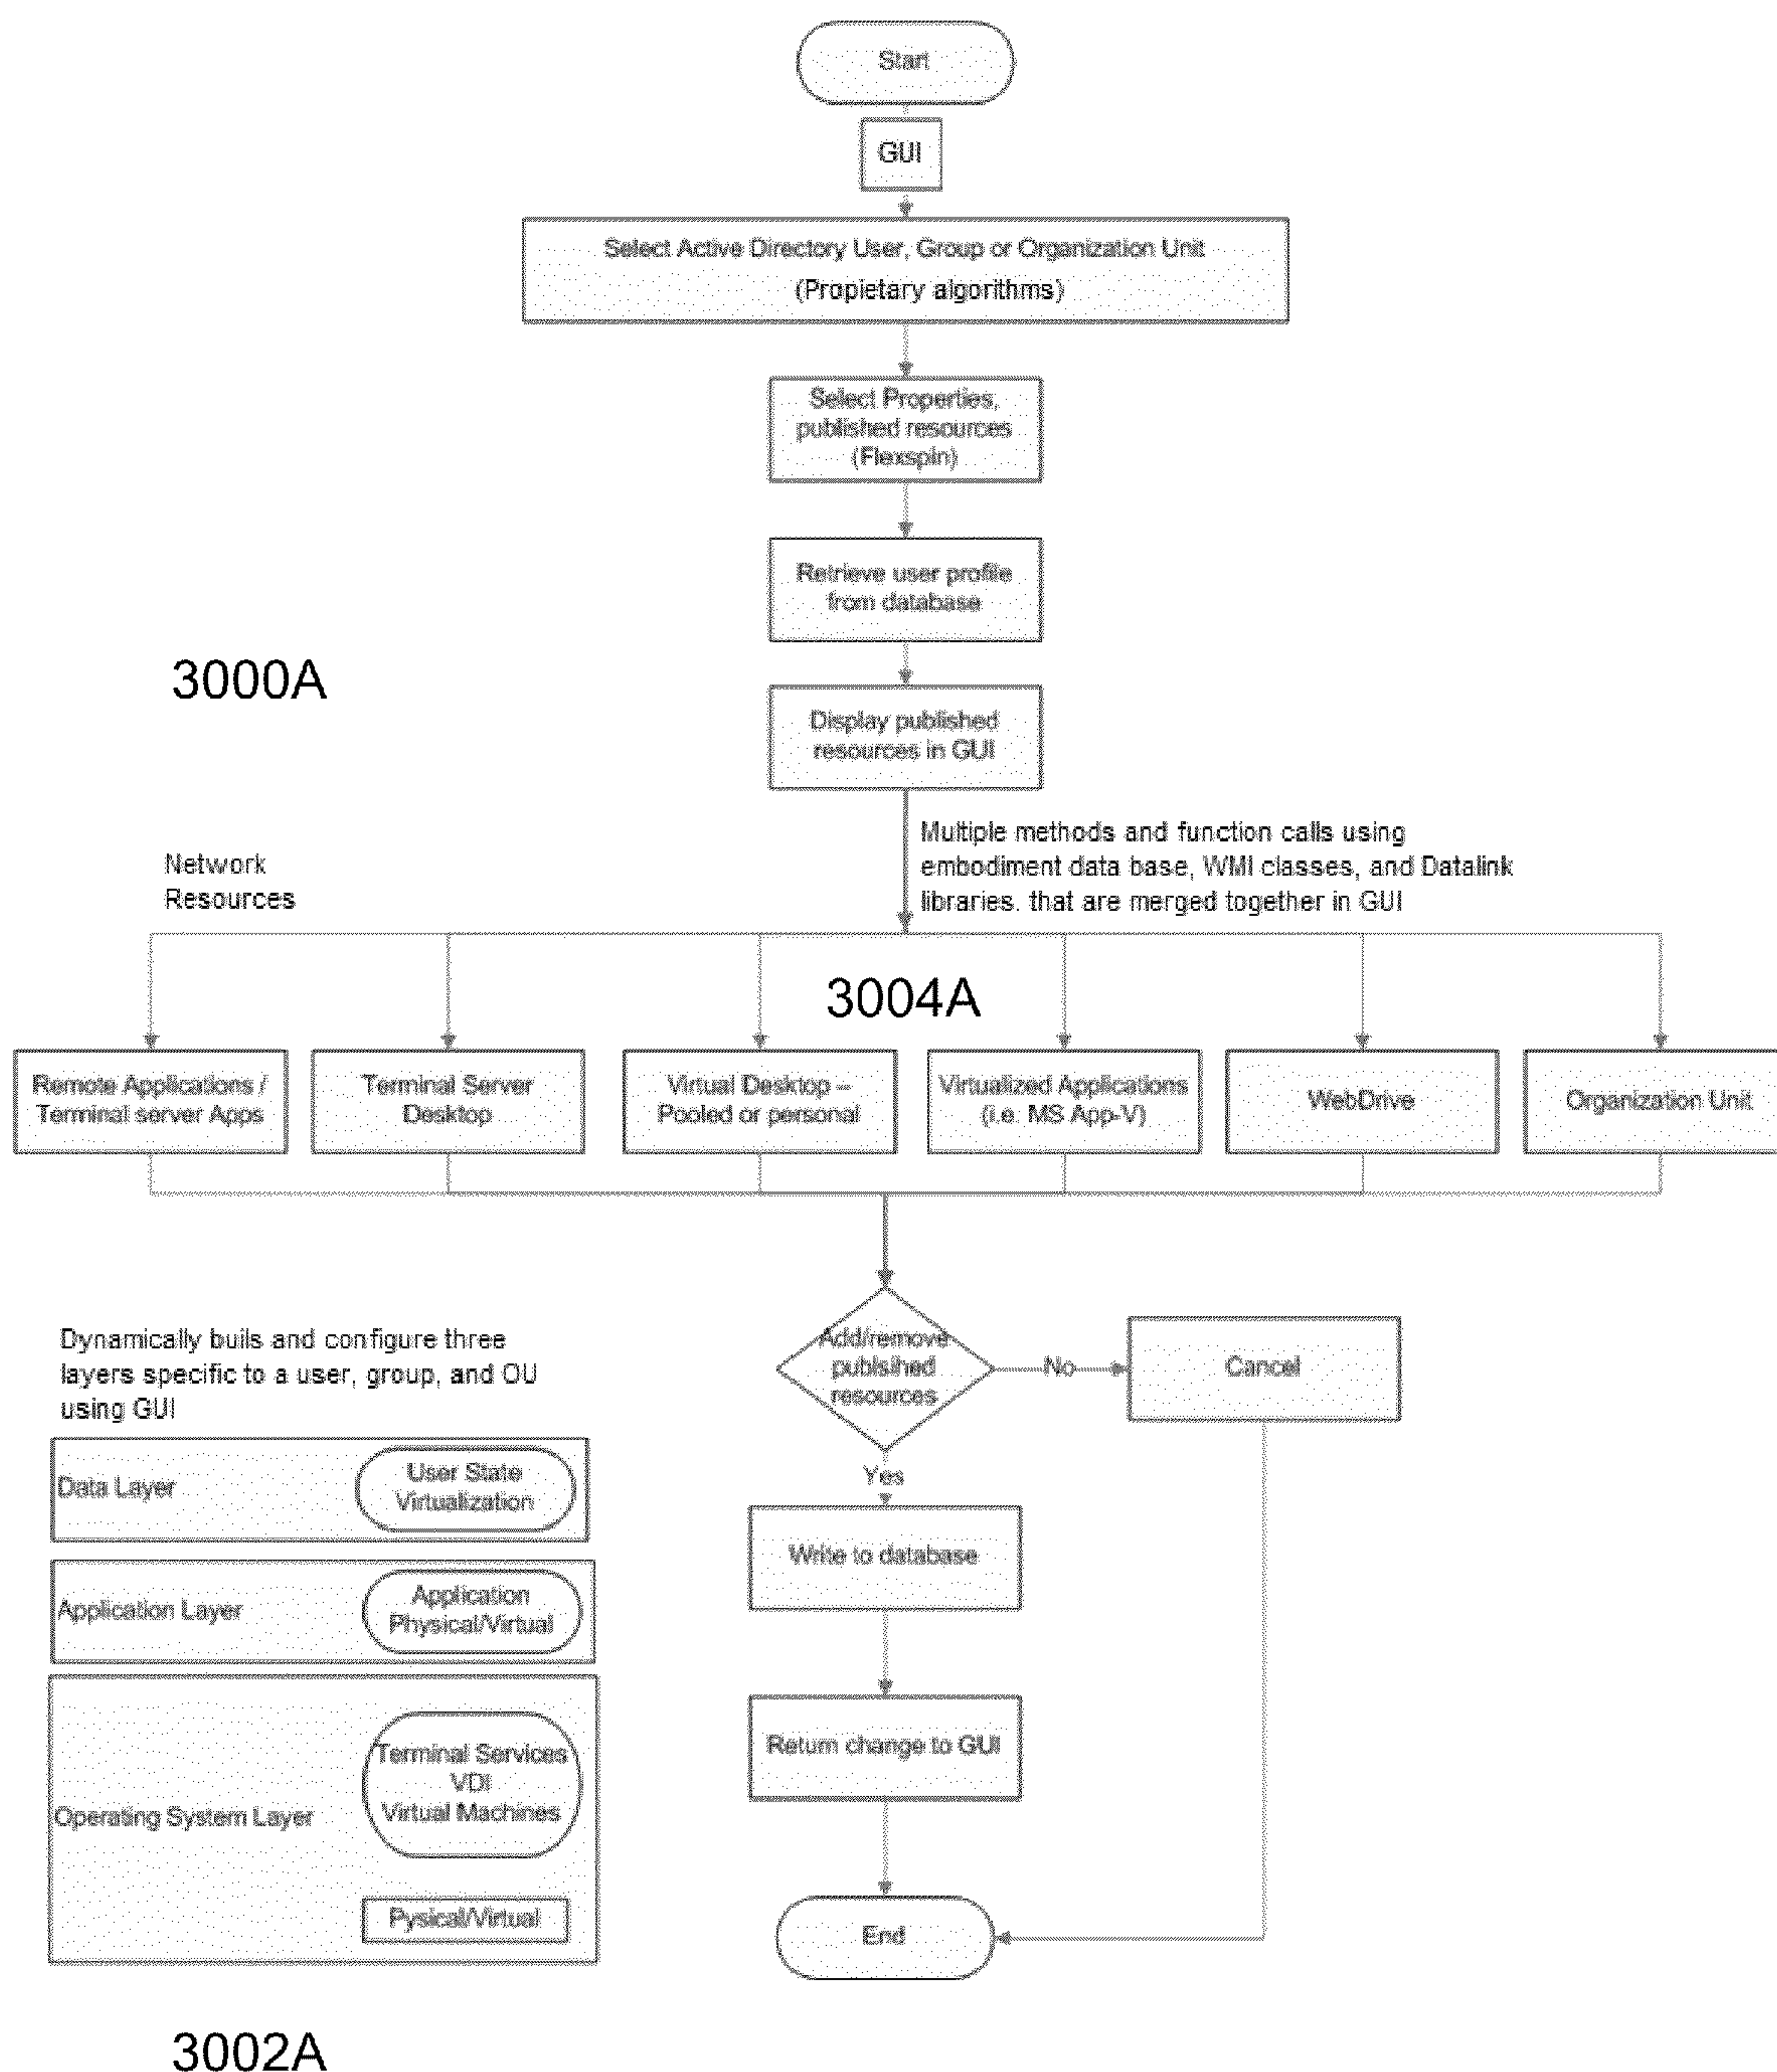 Start
GUI
Select Active Directory User, Group or Organization Unit
(Propietary algorithms)
Select Properties,
published resources
(Flexspin)
Retrieve user profile
from database
3000A
Display published
resources in GUI
Multiple methods and function calls using
embodiment data base, WMI classes, and Datalink
libraries. that are merged together in GUI
Network
Resources
3004A
Remote Applications /
Terminal server Apps
Terminal Server
Desktop
Virtual Desktop –
Pooled or personal
Virtualized Applications
(i.e. MS App-V)
WebDrive
Organization Unit
Add/remove
publsihed
resources
No
Cancel
Yes
Write to database
Return change to GUI
End
Dynamically buils and configure three
layers specific to a user, group, and OU
using GUI
Data Layer
User State
Virtualization
Application Layer
Application
Physical/Virtual
Operating System Layer
Terminal Services
VDI
Virtual Machines
Pysical/Virtual
3002A